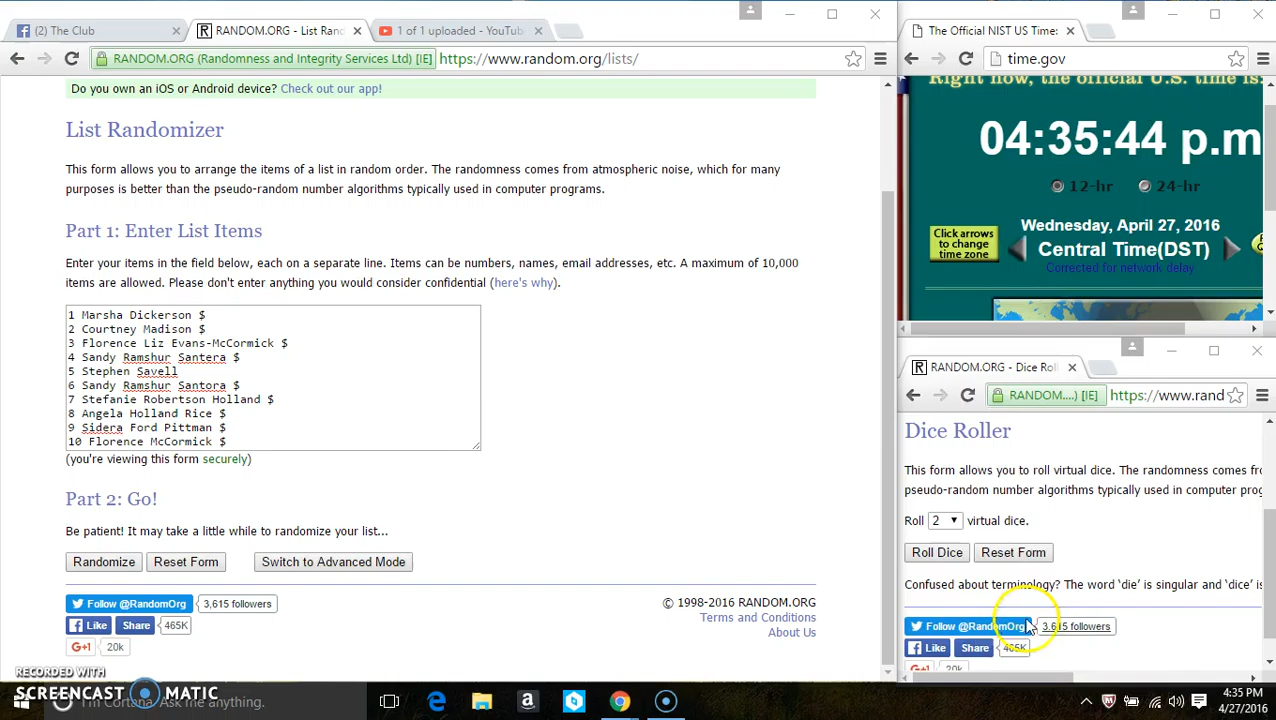 (2) The Club
RANDOM.ORG - List Ran
1 of 1 uploaded - YouTub
RANDOM.ORG (Randomness and Integrity Services Ltd) [IE]
https://www.random.org/lists/
Do you own an iOS or Android device? Check out our app!
List Randomizer
This form allows you to arrange the items of a list in random order. The randomness comes from atmospheric noise, which for many
purposes is better than the pseudo-random number algorithms typically used in computer programs.
Part 1: Enter List Items
Enter your items in the field below, each on a separate line. Items can be numbers, names, email addresses, etc. A maximum of 10,000
items are allowed. Please don't enter anything you would consider confidential (here's why).
1 Marsha Dickerson $
2 Courtney Madison $
3 Florence Liz Evans-McCormick $
4 Sandy Ramshur Santera $
5 Stephen Savell
6 Sandy Ramshur Santora $
7 Stefanie Robertson Holland $
8 Angela Holland Rice $
9 Sidera Ford Pittman $
10 Florence McCormick $
(you're viewing this form securely)
Part 2: Go!
Be patient! It may take a little while to randomize your list...
Randomize
Reset Form
Switch to Advanced Mode
Follow @RandomOrg
3,615 followers
Like
Share
465K
+1
20k
© 1998-2016 RANDOM.ORG
Terms and Conditions
About Us
The Official NIST US Time:
time.gov
Right now, the official U.S. time is:
04:35:44 p.m
12-hr
24-hr
Click arrows
to change
time zone
Wednesday, April 27, 2016
Central Time(DST)
Corrected for network delay
RANDOM.ORG - Dice Rol
RANDOM....) [IE]
https://www.rand
Dice Roller
This form allows you to roll virtual dice. The randomness comes fro
pseudo-random number algorithms typically used in computer prog
Roll 2 virtual dice.
Roll Dice
Reset Form
Confused about terminology? The word 'die' is singular and 'dice' is
Follow @RandomOrg
3,615 followers
Like
Share
465K
+1
20k
RECORDED WITH
SCREENCAST MATIC
I'm Cortana. Ask me anything.
4:35 PM
4/27/2016